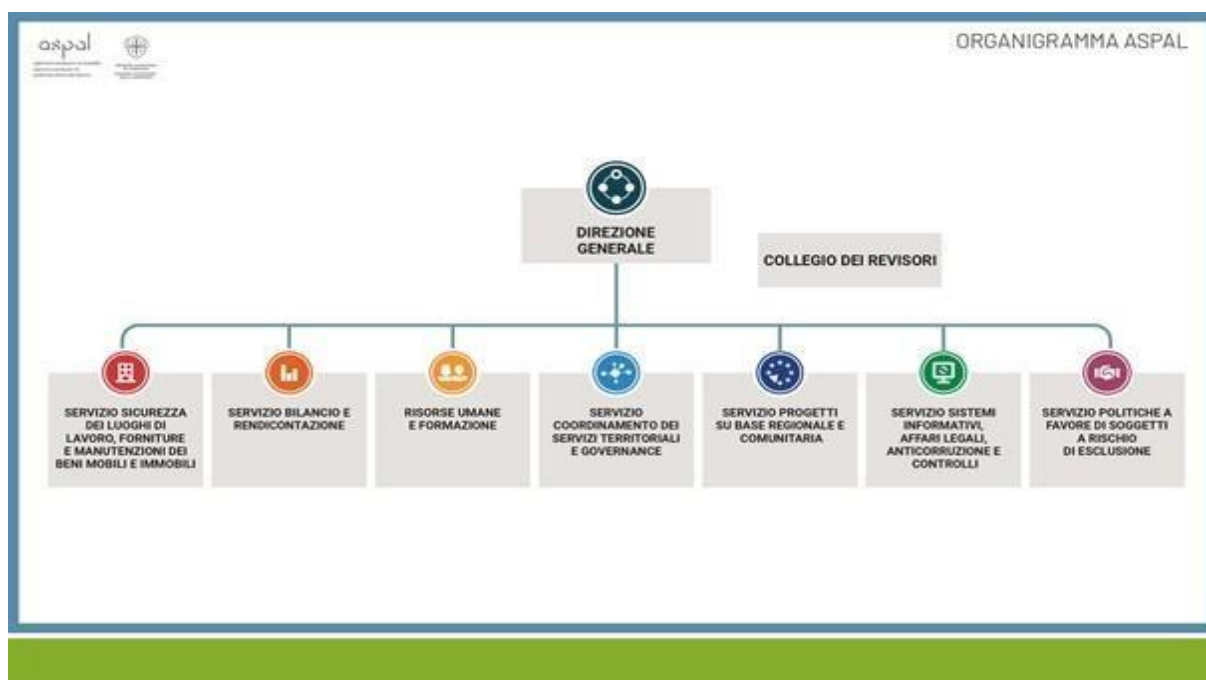 aspal
ORGANIGRAMMA ASPAL
DIREZIONE
GENERALE
COLLEGIO DEI REVISORI
SERVIZIO SICUREZZA
DEI LUOGHI DI
LAVORO, FORNITURE
E MANUTENZIONI DEI
BENI MOBILI E IMMOBILI
SERVIZIO BILANCIO E
RENDICONTAZIONE
RISORSE UMANE
E FORMAZIONE
SERVIZIO
COORDINAMENTO DEI
SERVIZI TERRITORIALI
E GOVERNANCE
SERVIZIO PROGETTI
SU BASE REGIONALE E
COMUNITARIA
SERVIZIO SISTEMI
INFORMATIVI,
AFFARI LEGALI,
ANTICORRUZIONE E
CONTROLLI
SERVIZIO POLITICHE A
FAVORE DI SOGGETTI
A RISCHIO
DI ESCLUSIONE